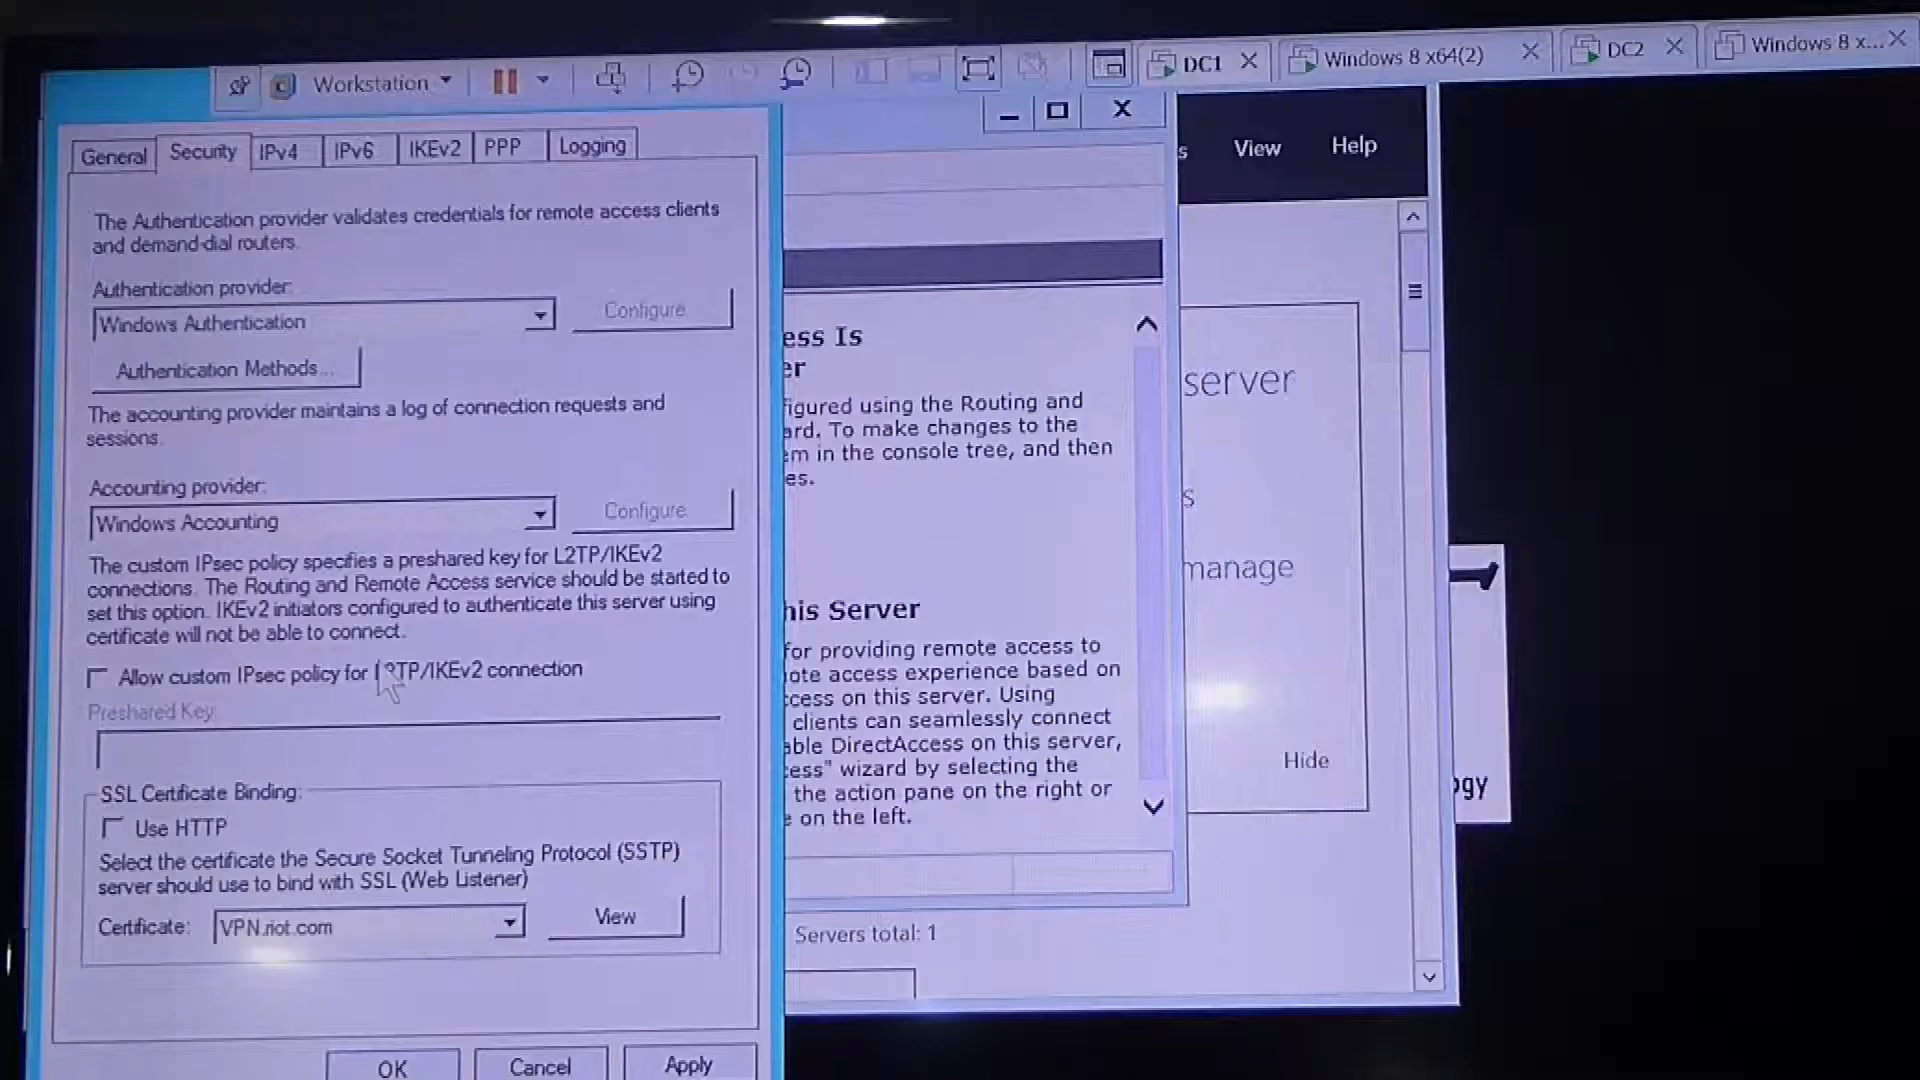 Workstation
DC1
Windows 8 x64(2)
DC2
Windows 8 x...
General
Security
IPv4
IPv6
IKEv2
PPP
Logging
The Authentication provider validates credentials for remote access clients
and demand-dial routers.
Authentication provider:
Windows Authentication
Configure
Authentication Methods...
The accounting provider maintains a log of connection requests and
sessions.
Accounting provider:
Windows Accounting
Configure
The custom IPsec policy specifies a preshared key for L2TP/IKEv2
connections. The Routing and Remote Access service should be started to
set this option. IKEv2 initiators configured to authenticate this server using
certificate will not be able to connect.
Allow custom IPsec policy for L2TP/IKEv2 connection
Preshared Key
SSL Certificate Binding:
Use HTTP
Select the certificate the Secure Socket Tunneling Protocol (SSTP)
server should use to bind with SSL (Web Listener)
Certificate:
VPN.riot.com
View
OK
Cancel
Apply
ess Is
er
figured using the Routing and
ard. To make changes to the
em in the console tree, and then
es.
his Server
for providing remote access to
ote access experience based on
ccess on this server. Using
clients can seamlessly connect
able DirectAccess on this server,
cess" wizard by selecting the
the action pane on the right or
e on the left.
s
View
Help
server
s
manage
Hide
Servers total: 1
gy